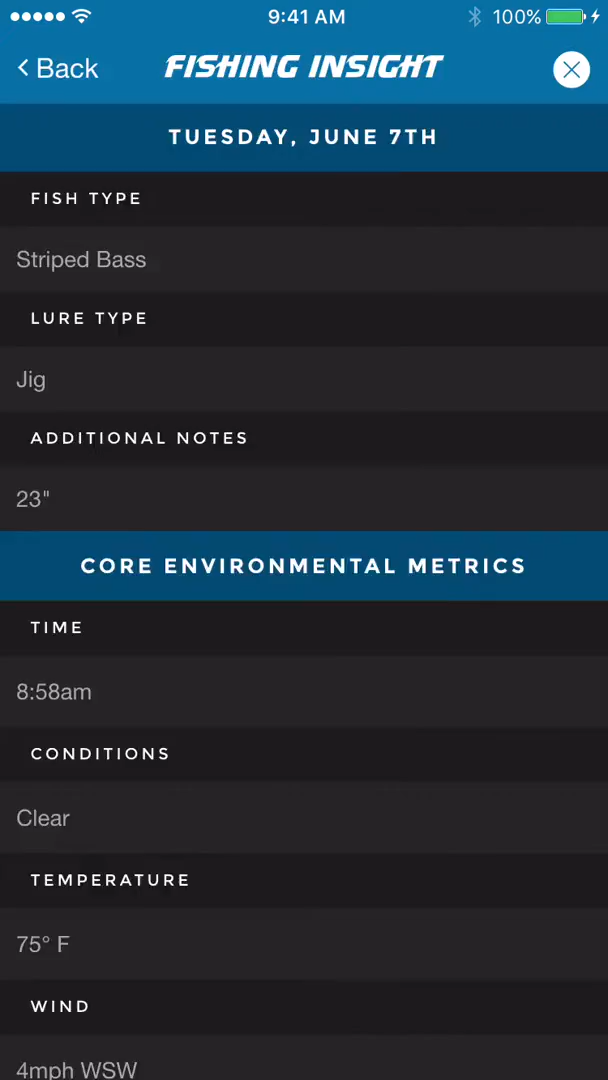 9:41 AM 100%
Back FISHING INSIGHT
TUESDAY, JUNE 7TH
FISH TYPE
Striped Bass
LURE TYPE
Jig
ADDITIONAL NOTES
23"
CORE ENVIRONMENTAL METRICS
TIME
8:58am
CONDITIONS
Clear
TEMPERATURE
75° F
WIND
4mph WSW